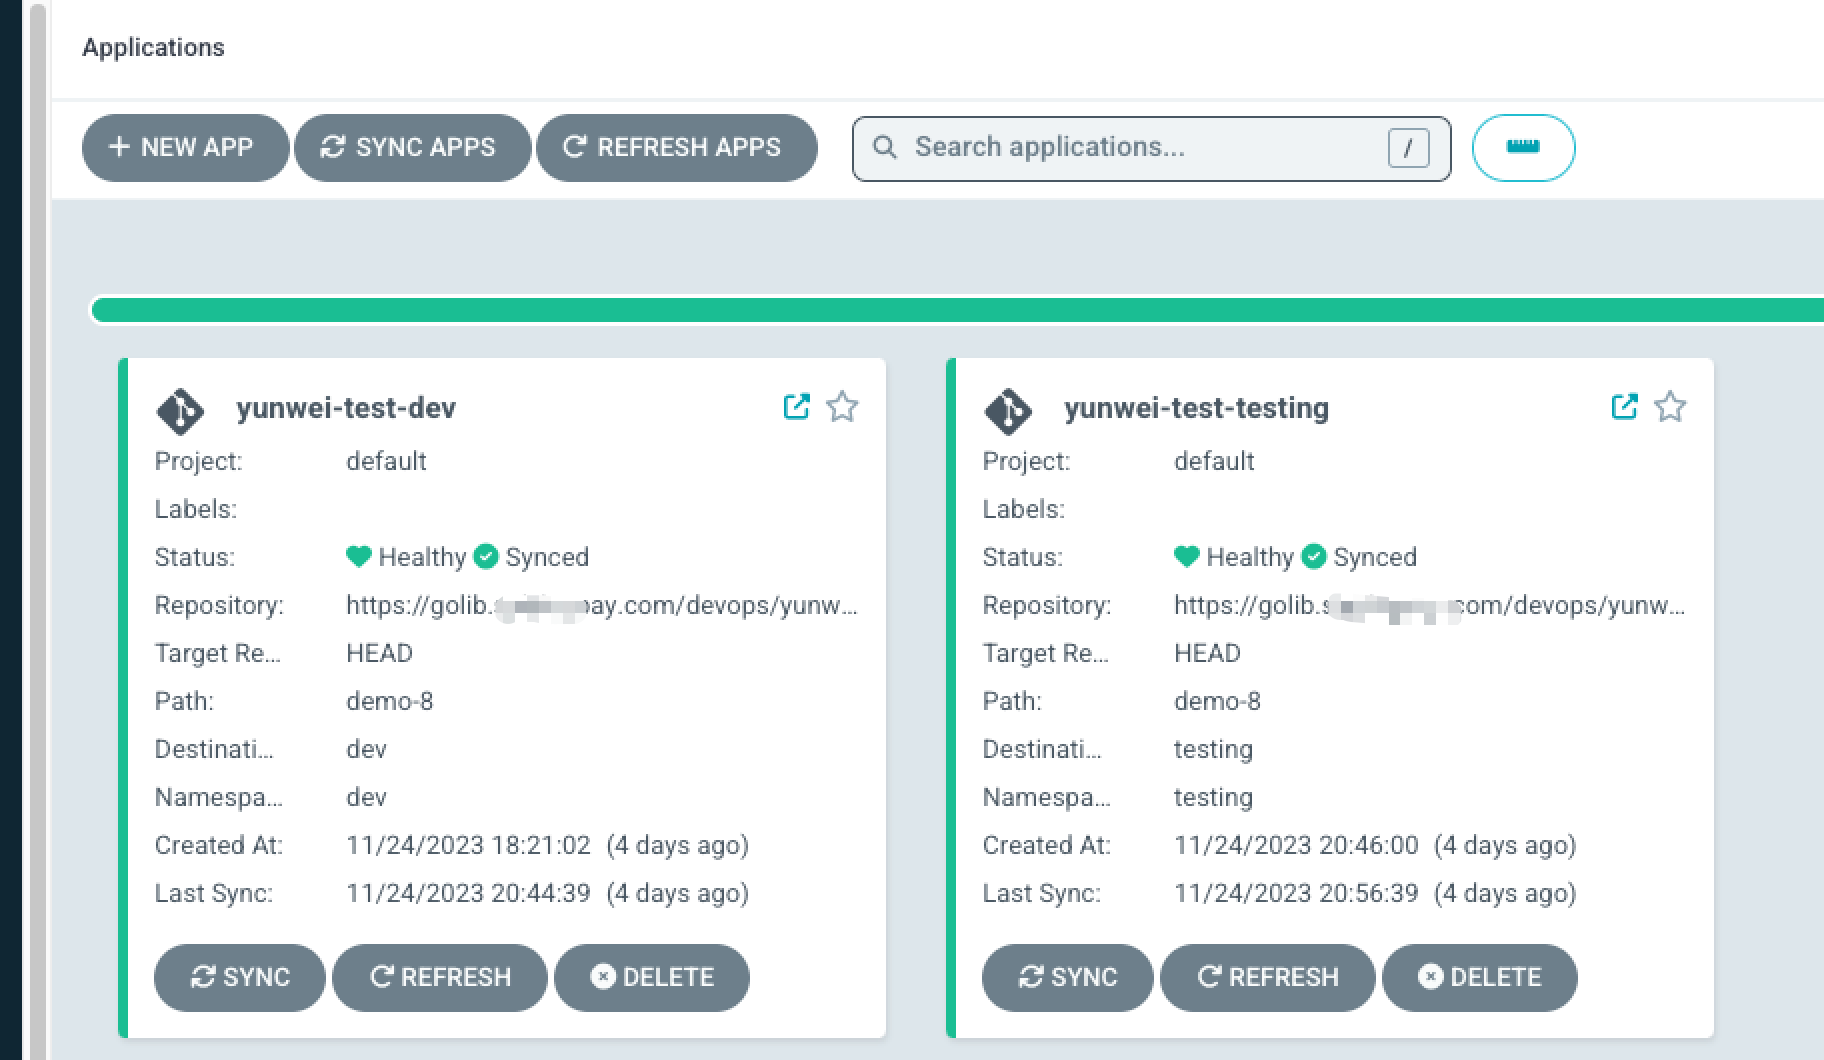 Applications
NEW APP SYNC APPS REFRESH APPS Search applications... /
yunwei-test-dev
Project: default
Labels:
Status: Healthy Synced
Repository: https://golib. ay.com/devops/yunw...
Target Re... HEAD
Path: demo-8
Destinati... dev
Namespa... dev
Created At: 11/24/2023 18:21:02 (4 days ago)
Last Sync: 11/24/2023 20:44:39 (4 days ago)
SYNC REFRESH DELETE
yunwei-test-testing
Project: default
Labels:
Status: Healthy Synced
Repository: https://golib.s com/devops/yunw...
Target Re... HEAD
Path: demo-8
Destinati... testing
Namespa... testing
Created At: 11/24/2023 20:46:00 (4 days ago)
Last Sync: 11/24/2023 20:56:39 (4 days ago)
SYNC REFRESH DELETE